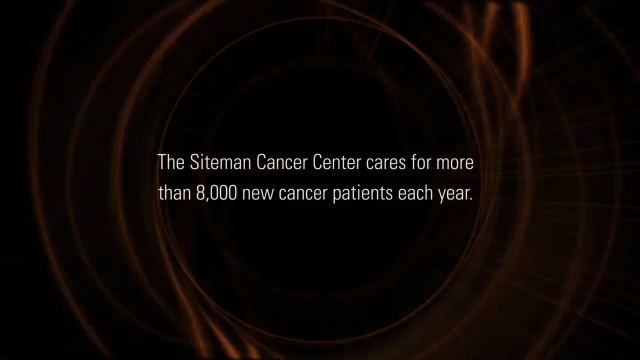 The Siteman Cancer Center cares for more
than 8,000 new cancer patients each year.